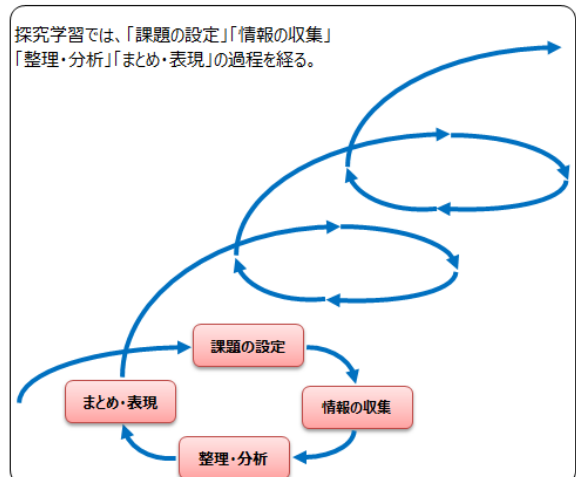 探究学習では、「課題の設定」「情報の収集」
「整理・分析」「まとめ・表現」の過程を経る。
課題の設定
まとめ・表現
情報の収集
整理・分析